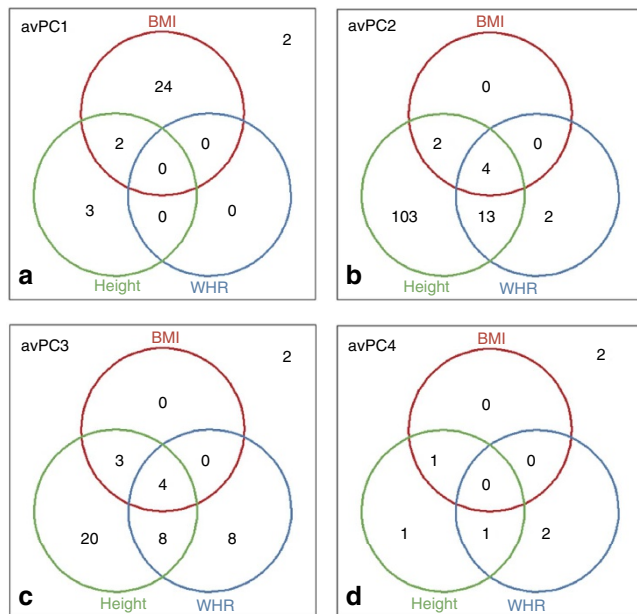 avPC1
BMI
2
24
2
0
0
3
0
0
a
Height
WHR
avPC2
BMI
0
2
0
4
103
13
2
b
Height
WHR
avPC3
BMI
2
0
3
0
4
20
8
8
c
Height
WHR
avPC4
BMI
2
0
1
0
0
1
1
2
d
Height
WHR